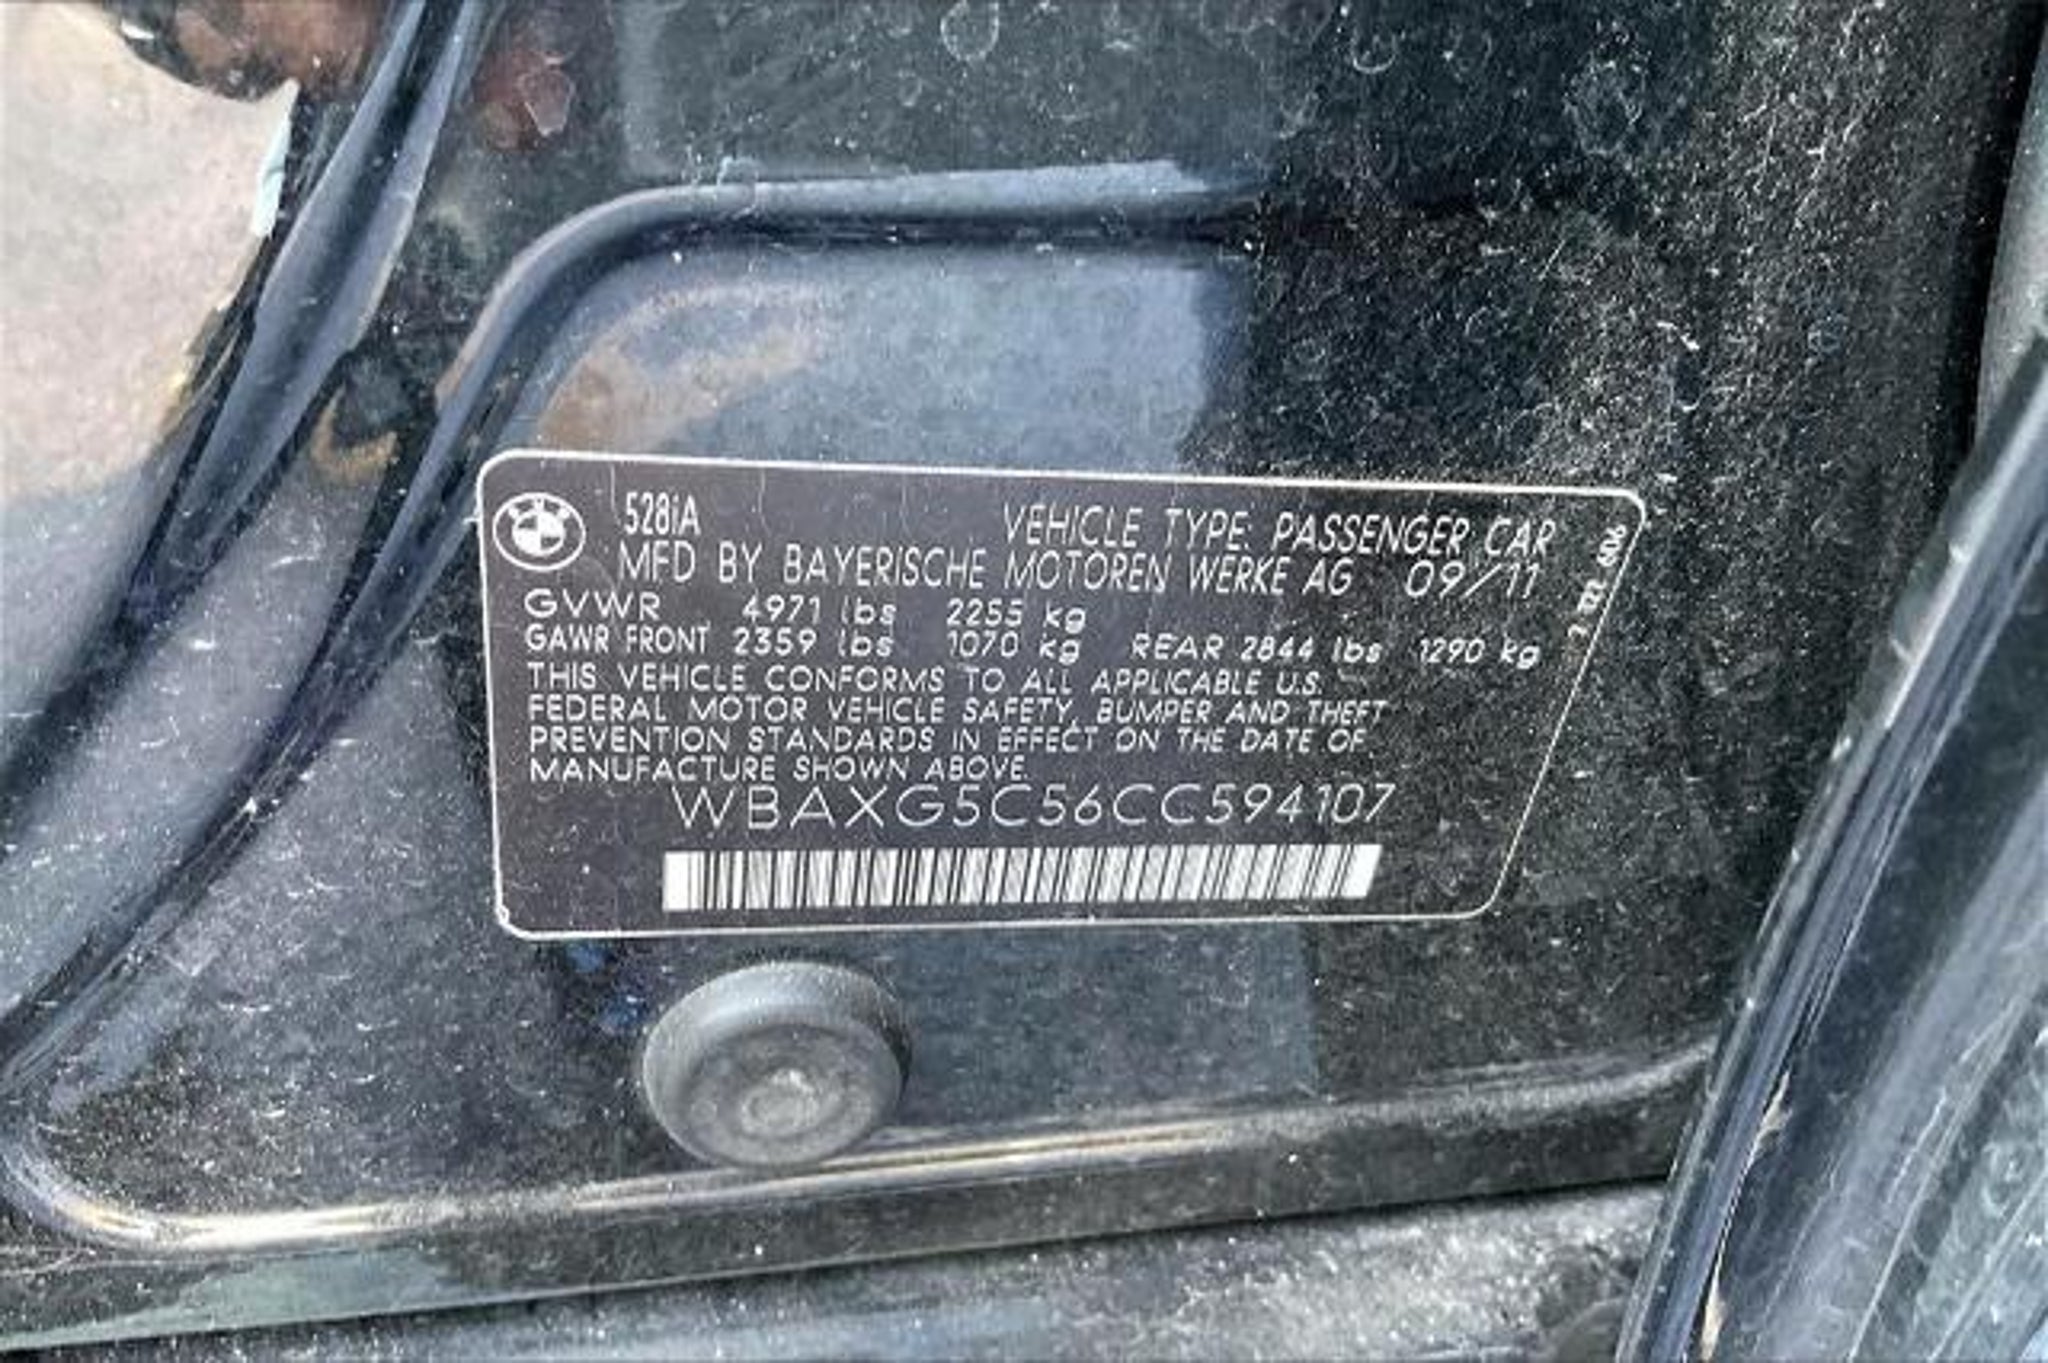 528iA VEHICLE TYPE: PASSENGER CAR
MFD BY BAYERISCHE MOTOREN WERKE AG 09/11
GVWR 4971 lbs 2255 kg
GAWR FRONT 2359 lbs 1070 kg REAR 2844 lbs 1290 kg
THIS VEHICLE CONFORMS TO ALL APPLICABLE U.S.
FEDERAL MOTOR VEHICLE SAFETY, BUMPER AND THEFT
PREVENTION STANDARDS IN EFFECT ON THE DATE OF
MANUFACTURE SHOWN ABOVE.
WBAXG5C56CC594107
606